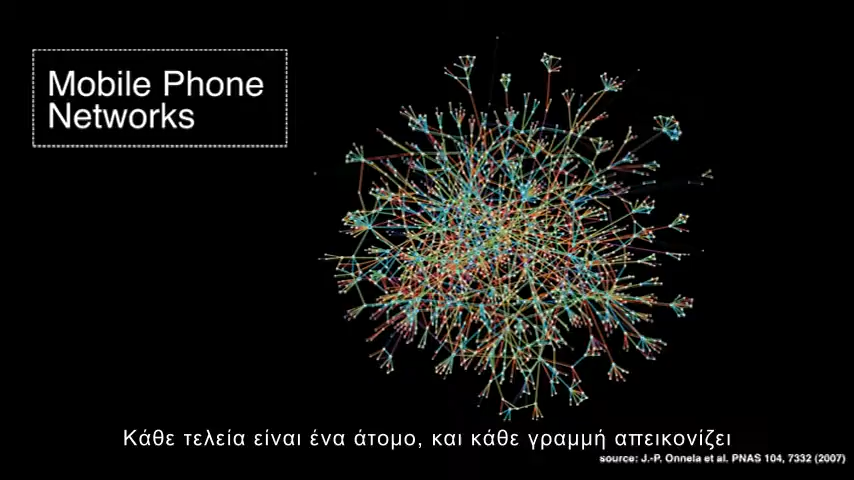 Mobile Phone
Networks
Κάθε τελεία είναι ένα άτομο, και κάθε γραμμή απεικονίζει
source: J.-P. Onnela et al. PNAS 104, 7332 (2007)